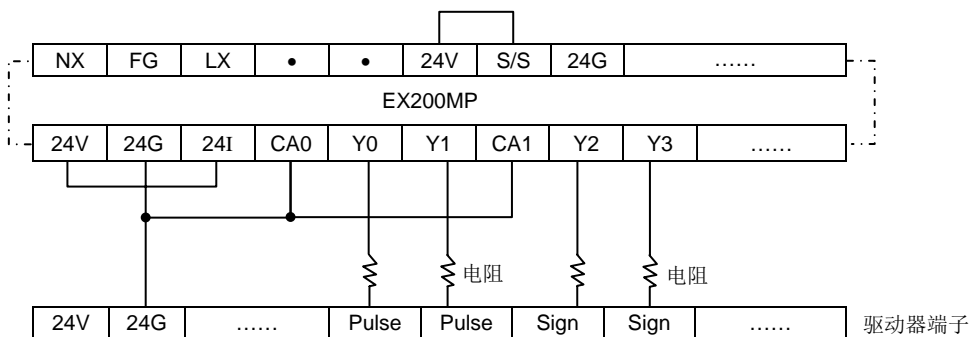 NX FG LX • • 24V S/S 24G ……
EX200MP
24V 24G 24I CA0 Y0 Y1 CA1 Y2 Y3 ……
电阻 电阻
24V 24G …… Pulse Pulse Sign Sign …… 驱动器端子